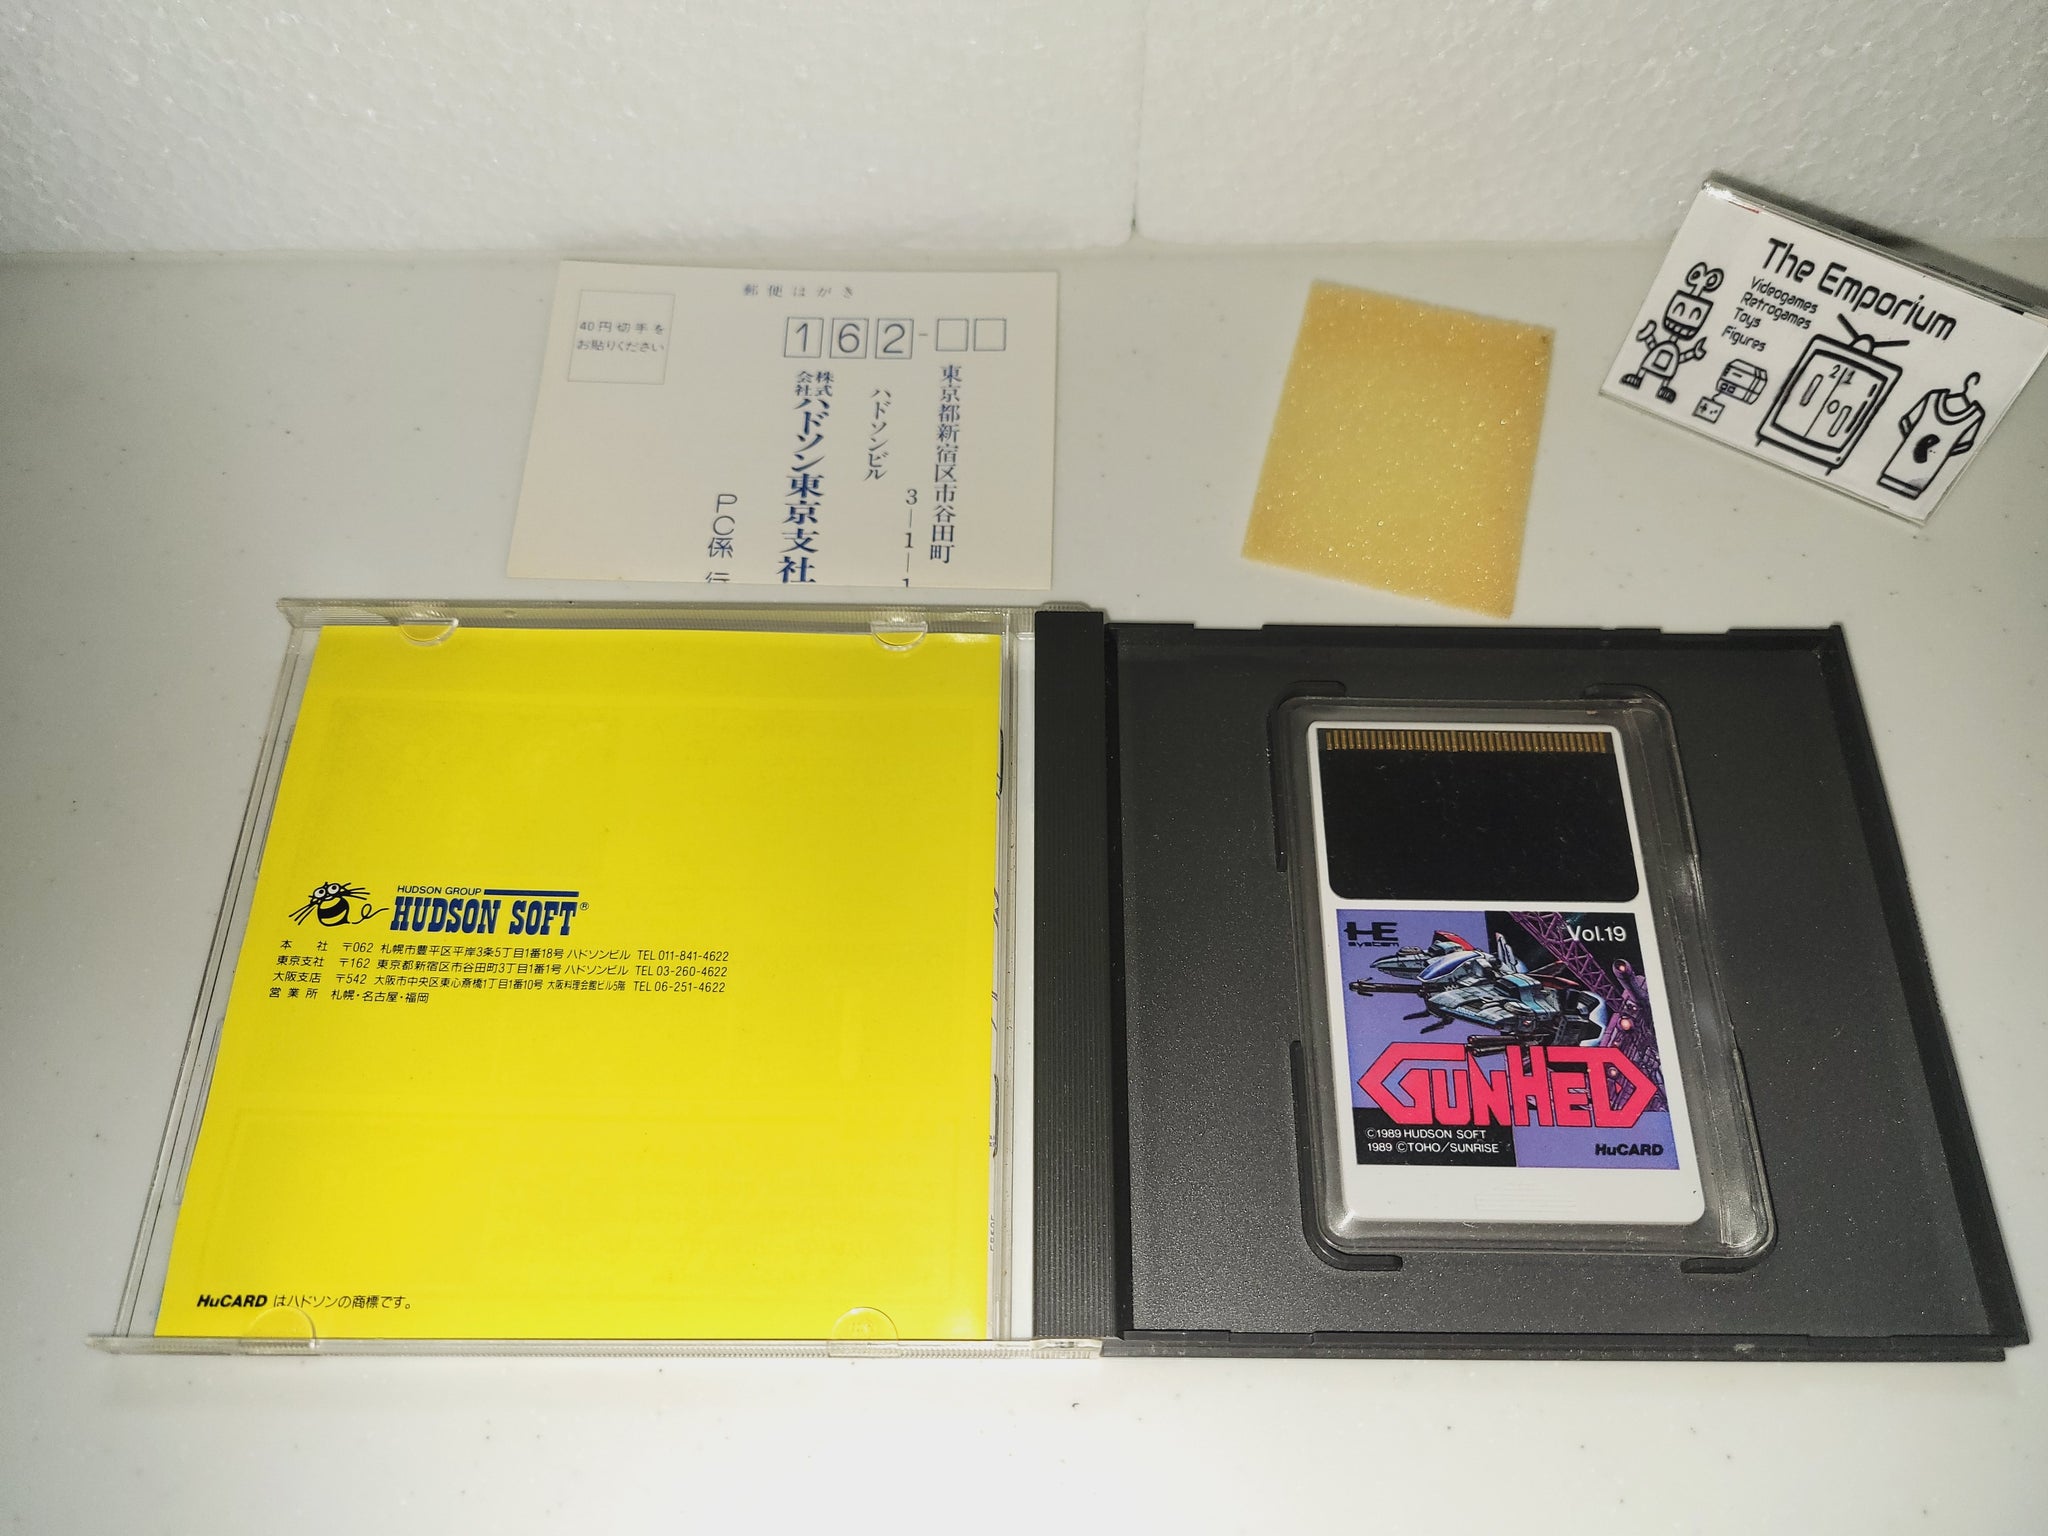 郵便はがき
40円切手を
お貼りください
162-
東京都新宿区市谷田町
3—1—1
ハドソンビル
株式会社ハドソン東京支社
PC係 行
The Emporium
Videogames
Retrogames
Toys
Figures
21
HUDSON GROUP
HUDSON SOFT®
本 社 〒062 札幌市豊平区平岸3条5丁目1番18号 ハドソンビル TEL 011-841-4622
東京支社 〒162 東京都新宿区市谷田町3丁目1番1号 ハドソンビル TEL 03-260-4622
大阪支店 〒542 大阪市中央区東心斎橋1丁目1番10号 大阪料理会館ビル5階 TEL 06-251-4622
営業所 札幌・名古屋・福岡
HuCARD はハドソンの商標です。
HE SYSTEM
Vol.19
GUNHED
©1989 HUDSON SOFT
1989 ©TOHO/SUNRISE
HuCARD